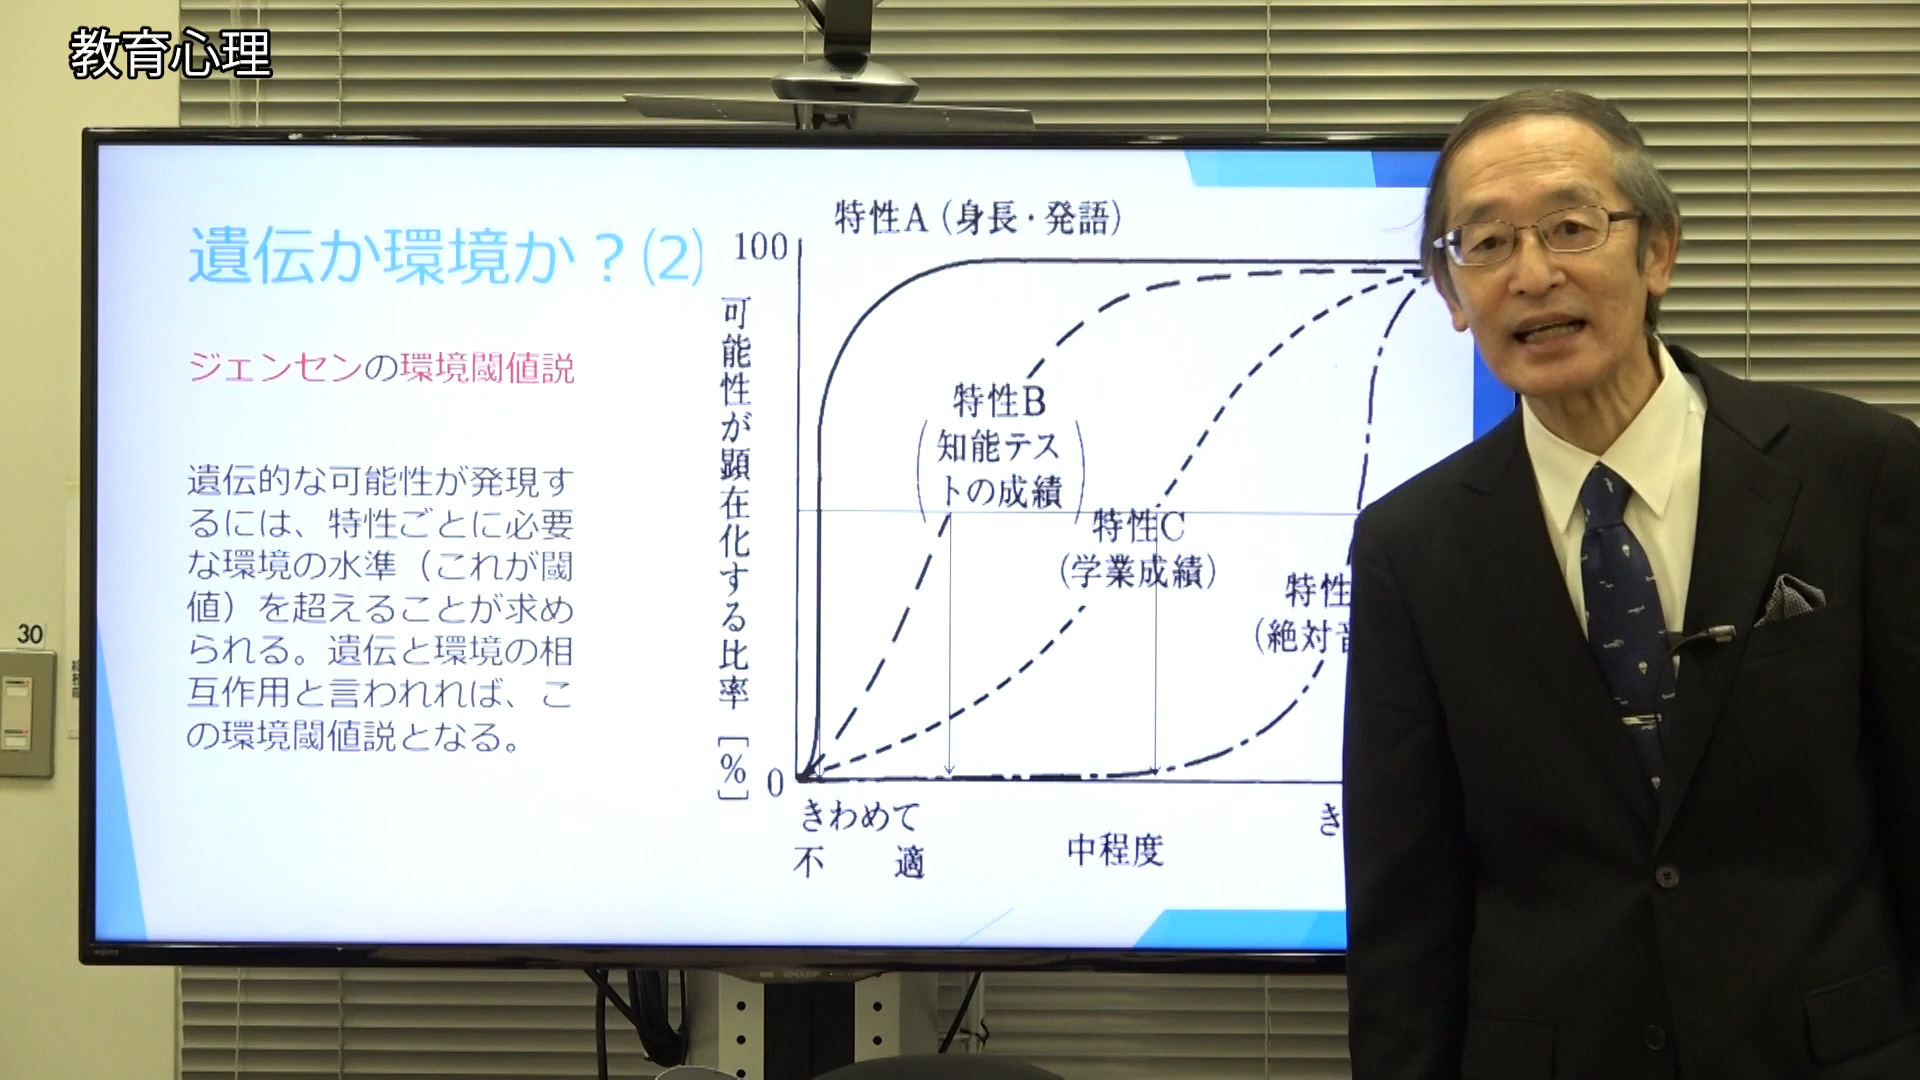 教育心理
遺伝か環境か？(2)
ジェンセンの環境閾値説
遺伝的な可能性が発現す
るには、特性ごとに必要
な環境の水準（これが閾
値）を超えることが求め
られる。遺伝と環境の相
互作用と言われれば、こ
の環境閾値説となる。
特性A（身長・発語）
100
可能性が顕在化する比率［%］
特性B
（知能テス
トの成績）
特性C
（学業成績）
特性
（絶対音
0
きわめて
不適
中程度
き
30